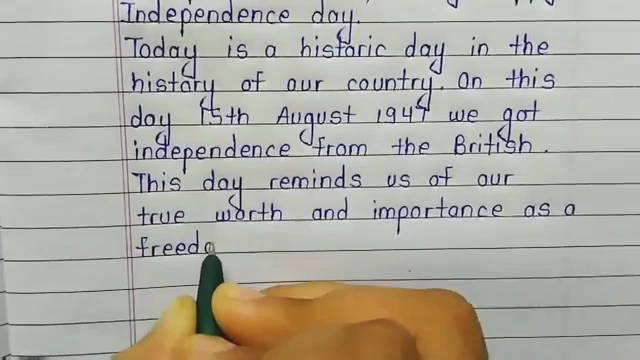 Independence day.
Today is a historic day in the
history of our country. On this
day 15th August 1947 we got
independence from the British.
This day reminds us of our
true worth and importance as a
freedo